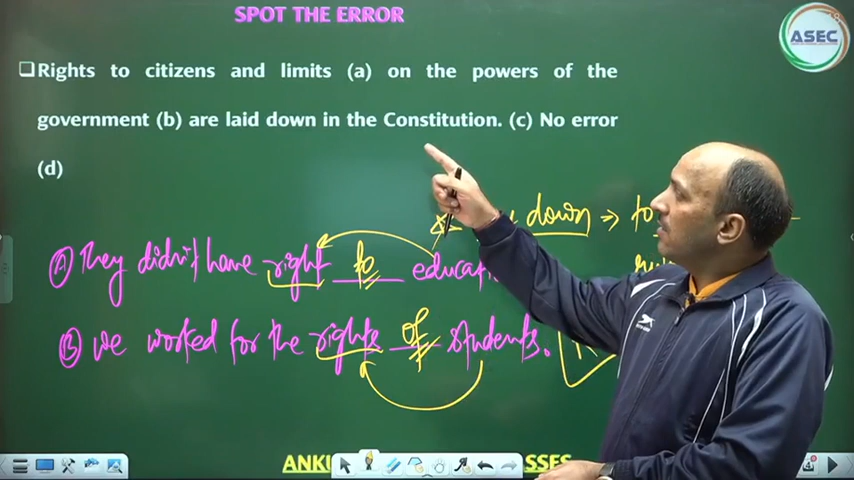 SPOT THE ERROR
ASEC
❑Rights to citizens and limits (a) on the powers of the
government (b) are laid down in the Constitution. (c) No error
(d)
down ⇒
(A) They didn't have right to
(B) We worked for the rights of students.